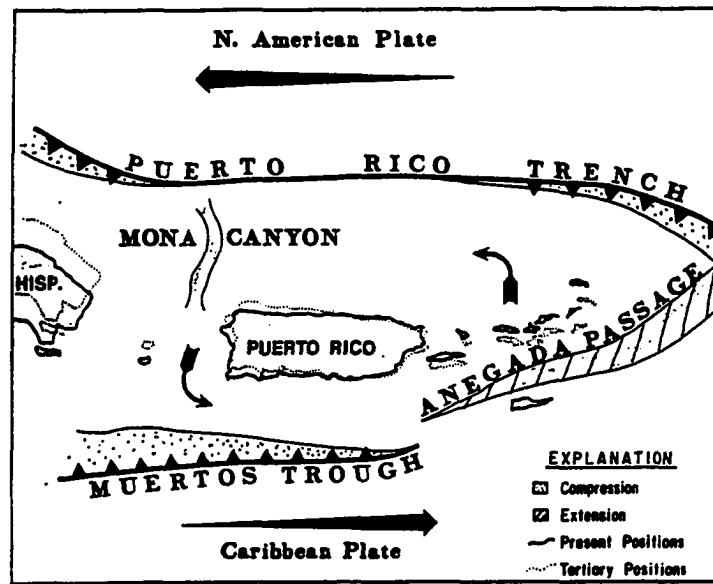 N. American Plate
PUERTO RICO TRENCH
MONA CANYON
HISP.
PUERTO RICO
ANEGADA PASSAGE
MUERTOS TROUGH
Caribbean Plate
EXPLANATION
Compression
Extension
Present Positions
Tertiary Positions